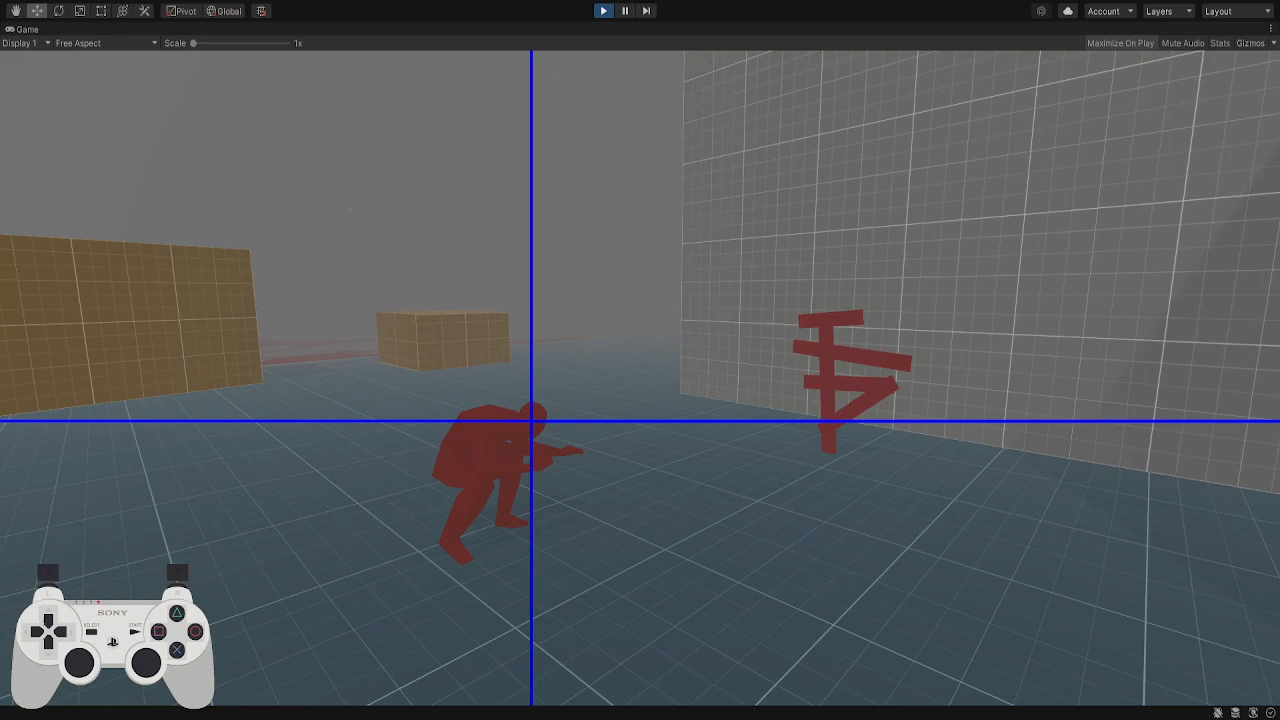 Pivot Global Account Layers Layout
Game
Display 1 Free Aspect Scale 1x Maximize On Play Mute Audio Stats Gizmos
L R
SONY
SELECT START